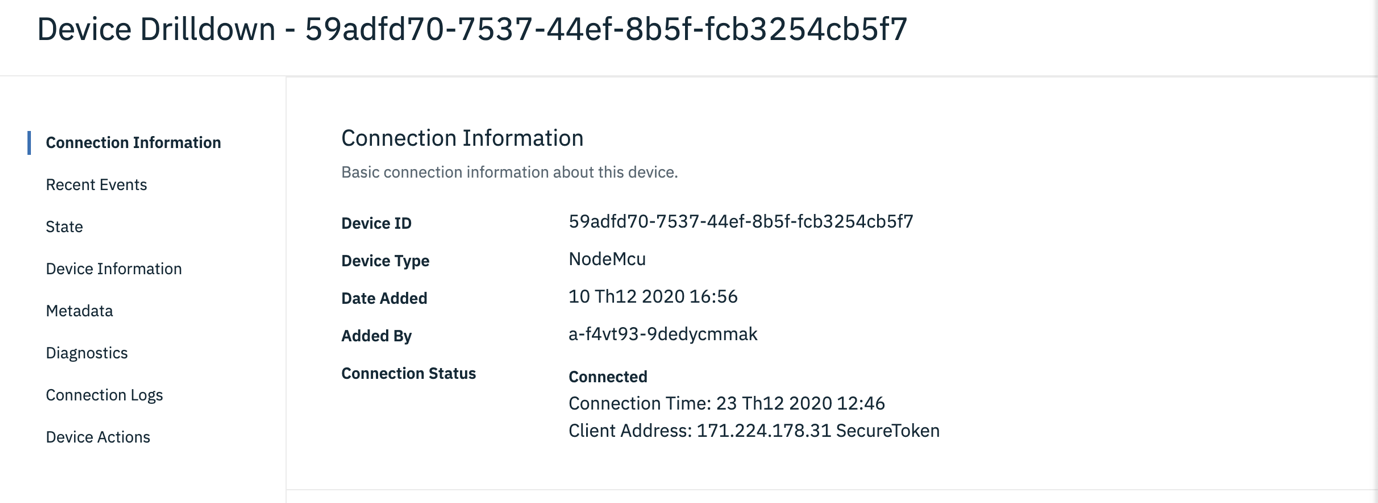 Device Drilldown - 59adfd70-7537-44ef-8b5f-fcb3254cb5f7
Connection Information
Recent Events
State
Device Information
Metadata
Diagnostics
Connection Logs
Device Actions
Connection Information
Basic connection information about this device.
Device ID 59adfd70-7537-44ef-8b5f-fcb3254cb5f7
Device Type NodeMcu
Date Added 10 Th12 2020 16:56
Added By a-f4vt93-9dedycmmak
Connection Status Connected
Connection Time: 23 Th12 2020 12:46
Client Address: 171.224.178.31 SecureToken